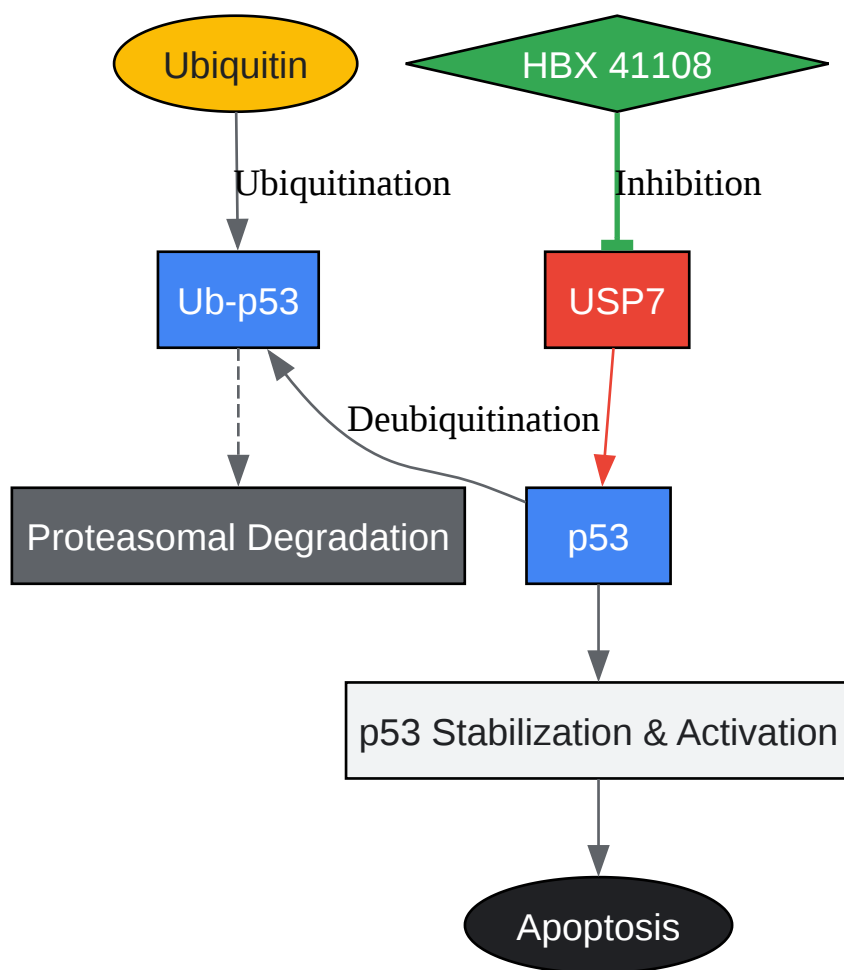 Ubiquitin
HBX 41108
Ubiquitination
Inhibition
Ub-p53
USP7
Deubiquitination
Proteasomal Degradation
p53
p53 Stabilization & Activation
Apoptosis